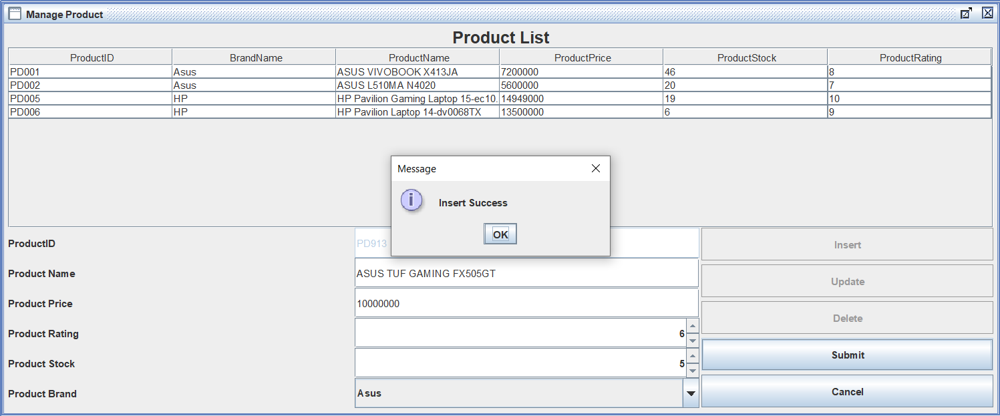 Manage Product
Product List
ProductID BrandName ProductName ProductPrice ProductStock ProductRating
PD001 Asus ASUS VIVOBOOK X413JA 7200000 46 8
PD002 Asus ASUS L510MA N4020 5600000 20 7
PD005 HP HP Pavilion Gaming Laptop 15-ec10. 14949000 19 10
PD006 HP HP Pavilion Laptop 14-dv0068TX 13500000 6 9
Message
Insert Success
OK
ProductID PD913 Insert
Product Name ASUS TUF GAMING FX505GT Update
Product Price 10000000
Delete
Product Rating 6
Submit
Product Stock 5
Product Brand Asus Cancel